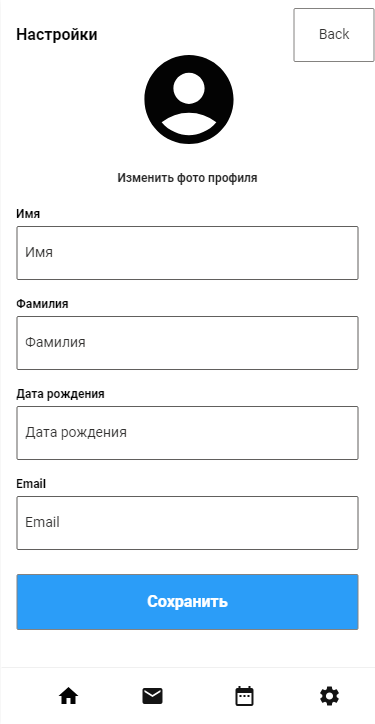 Настройки
Back
Изменить фото профиля
Имя
Имя
Фамилия
Фамилия
Дата рождения
Дата рождения
Email
Email
Сохранить